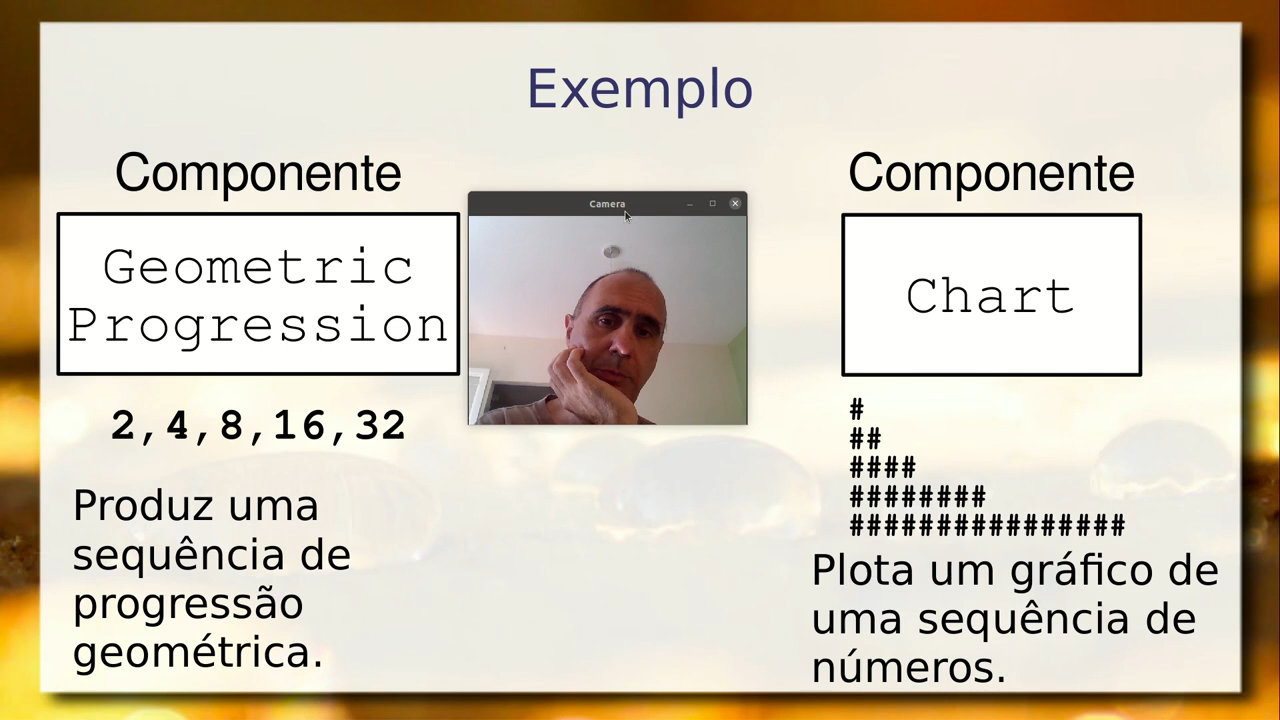 Exemplo
Componente
Geometric
Progression
2,4,8,16,32
Produz uma
sequência de
progressão
geométrica.
Camera
Componente
Chart
#
##
####
########
################
Plota um gráfico de
uma sequência de
números.